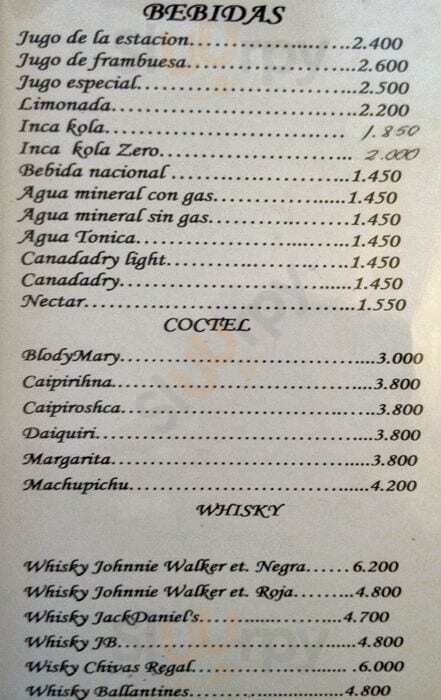 BEBIDAS
Jugo de la estacion.....................2.400
Jugo de frambuesa.....................2.600
Jugo especial.....................2.500
Limonada.....................2.200
Inca kola..................... 1.850
Inca kola Zero..................... 2.000
Bebida nacional.....................1.450
Agua mineral con gas.....................1.450
Agua mineral sin gas.....................1.450
Agua Tonica.....................1.450
Canadadry light.....................1.450
Canadadry.....................1.450
Nectar.....................1.550
COCTEL
BlodyMary.....................3.000
Caipirihna.....................3.800
Caipiroshca.....................3.800
Daiquiri.....................3.800
Margarita.....................3.800
Machupichu.....................4.200
WHISKY
Whisky Johnnie Walker et. Negra......6.200
Whisky Johnnie Walker et. Roja.......4.800
Whisky JackDaniel's.....................4.700
Whisky JB.....................4.800
Wisky Chivas Regal.....................6.000
Whisky Ballantines.....................4.800